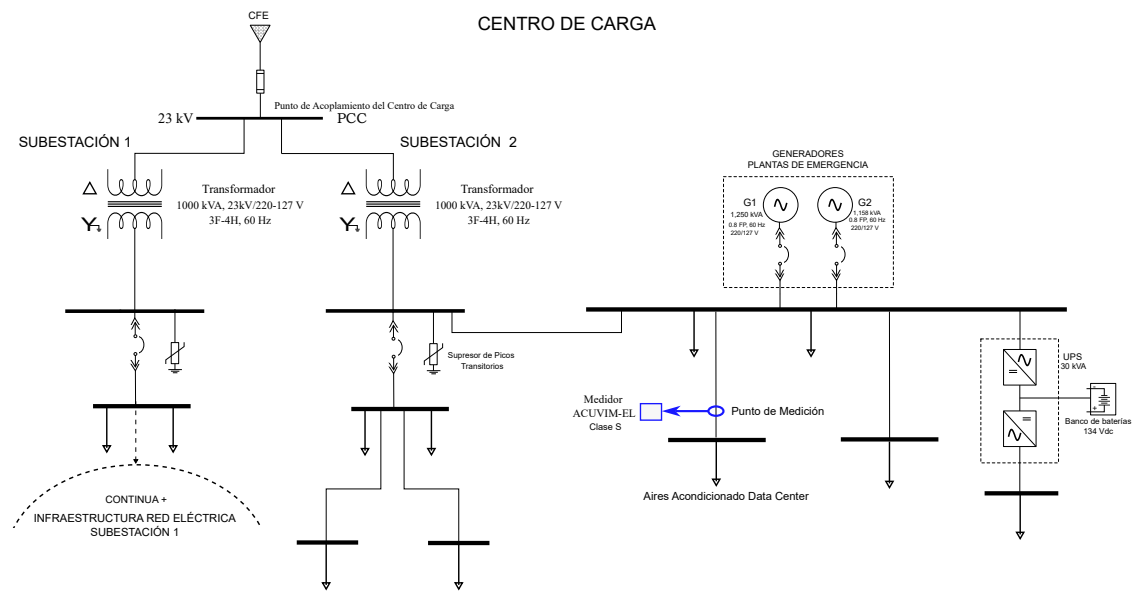 CENTRO DE CARGA
CFE
Punto de Acoplamiento del Centro de Carga
23 kV
PCC
SUBESTACIÓN 1
SUBESTACIÓN 2
Transformador
1000 kVA, 23kV/220-127 V
3F-4H, 60 Hz
Transformador
1000 kVA, 23kV/220-127 V
3F-4H, 60 Hz
GENERADORES
PLANTAS DE EMERGENCIA
G1
1,250 kVA
0.8 FP, 60 Hz
220/127 V
G2
1,158 kVA
0.8 FP, 60 Hz
220/127 V
Supresor de Picos
Transitorios
UPS
30 kVA
Banco de baterías
134 Vdc
Medidor
ACUVIM-EL
Clase S
Punto de Medición
Aires Acondicionado Data Center
CONTINUA +
INFRAESTRUCTURA RED ELÉCTRICA
SUBESTACIÓN 1